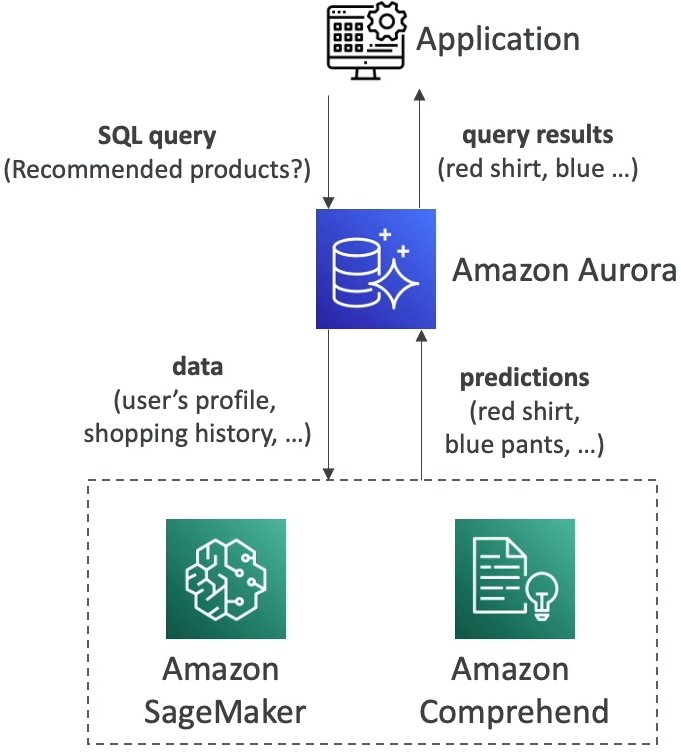 Application
SQL query
(Recommended products?)
query results
(red shirt, blue ...)
Amazon Aurora
data
(user's profile,
shopping history, ...)
predictions
(red shirt,
blue pants, ...)
Amazon
SageMaker
Amazon
Comprehend